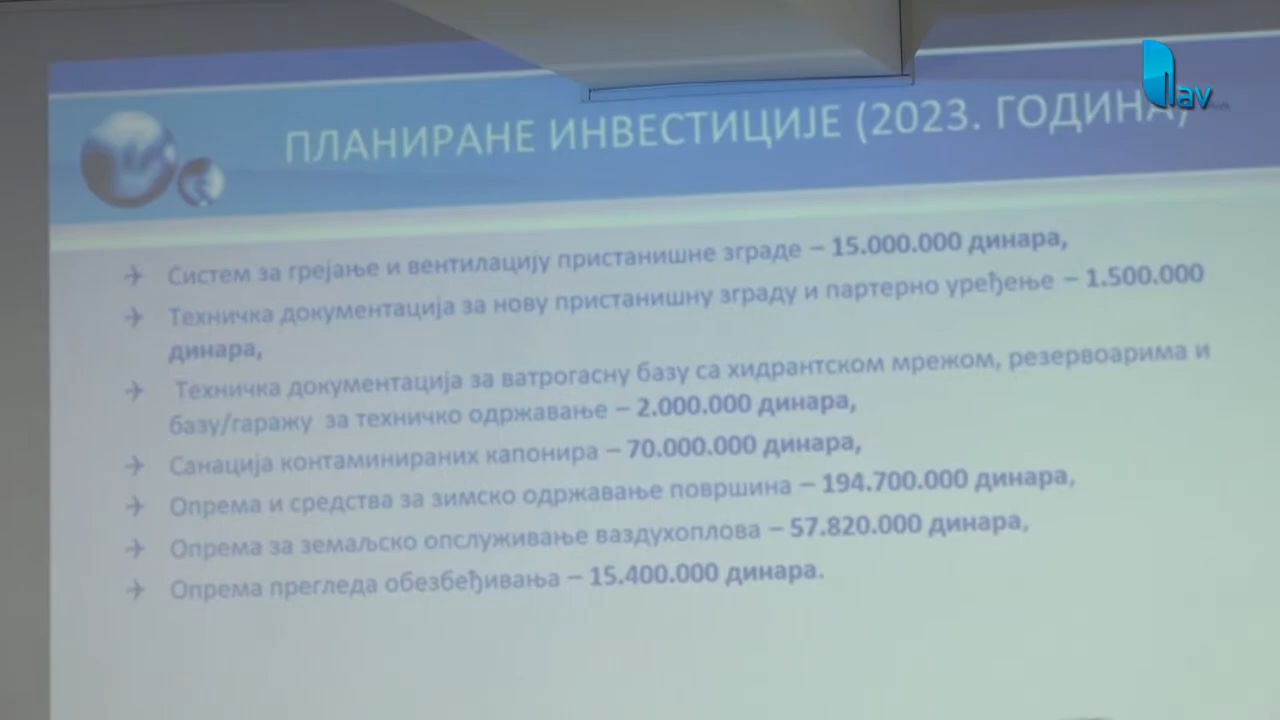 ПЛАНИРАНЕ ИНВЕСТИЦИЈЕ (2023. ГОДИНА)
lav
Систем за грејање и вентилацију пристанишне зграде – 15.000.000 динара,
Техничка документација за нову пристанишну зграду и партерно уређење – 1.500.000
динара,
Техничка документација за ватрогасну базу са хидрантском мрежом, резервоарима и
базу/гаражу за техничко одржавање – 2.000.000 динара,
Санација контаминираних капонира – 70.000.000 динара,
Опрема и средства за зимско одржавање површина – 194.700.000 динара,
Опрема за земаљско опслуживање ваздухоплова – 57.820.000 динара,
Опрема прегледа обезбеђивања – 15.400.000 динара.